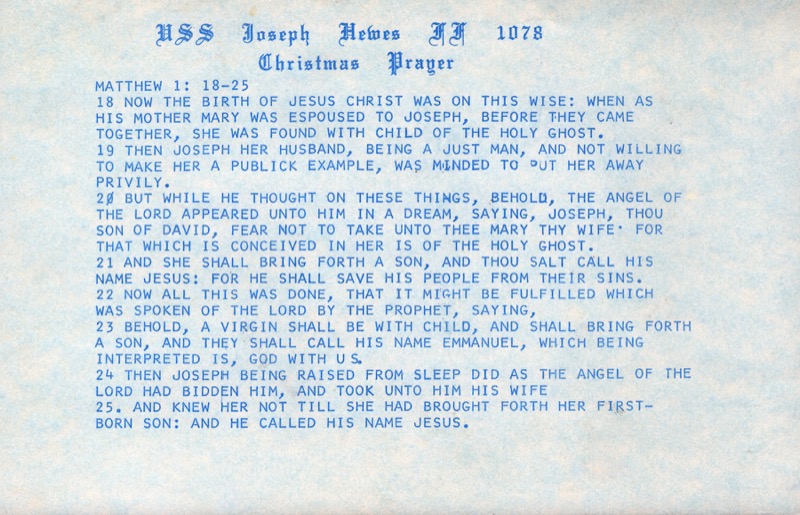 USS Joseph Hewes FF 1078
Christmas Prayer
MATTHEW 1: 18-25
18 NOW THE BIRTH OF JESUS CHRIST WAS ON THIS WISE: WHEN AS
HIS MOTHER MARY WAS ESPOUSED TO JOSEPH, BEFORE THEY CAME
TOGETHER, SHE WAS FOUND WITH CHILD OF THE HOLY GHOST.
19 THEN JOSEPH HER HUSBAND, BEING A JUST MAN, AND NOT WILLING
TO MAKE HER A PUBLICK EXAMPLE, WAS MINDED TO PUT HER AWAY
PRIVILY.
20 BUT WHILE HE THOUGHT ON THESE THINGS, BEHOLD, THE ANGEL OF
THE LORD APPEARED UNTO HIM IN A DREAM, SAYING, JOSEPH, THOU
SON OF DAVID, FEAR NOT TO TAKE UNTO THEE MARY THY WIFE· FOR
THAT WHICH IS CONCEIVED IN HER IS OF THE HOLY GHOST.
21 AND SHE SHALL BRING FORTH A SON, AND THOU SALT CALL HIS
NAME JESUS: FOR HE SHALL SAVE HIS PEOPLE FROM THEIR SINS.
22 NOW ALL THIS WAS DONE, THAT IT MIGHT BE FULFILLED WHICH
WAS SPOKEN OF THE LORD BY THE PROPHET, SAYING,
23 BEHOLD, A VIRGIN SHALL BE WITH CHILD, AND SHALL BRING FORTH
A SON, AND THEY SHALL CALL HIS NAME EMMANUEL, WHICH BEING
INTERPRETED IS, GOD WITH US.
24 THEN JOSEPH BEING RAISED FROM SLEEP DID AS THE ANGEL OF THE
LORD HAD BIDDEN HIM, AND TOOK UNTO HIM HIS WIFE
25. AND KNEW HER NOT TILL SHE HAD BROUGHT FORTH HER FIRST-
BORN SON: AND HE CALLED HIS NAME JESUS.